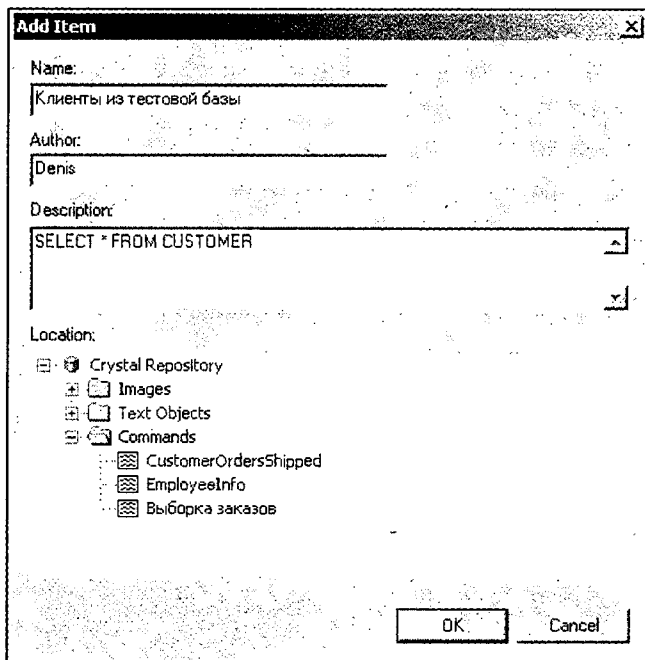 Add Item
Name:
Клиенты из тестовой базы
Author:
Denis
Description:
SELECT * FROM CUSTOMER
Location:
Crystal Repository
Images
Text Objects
Commands
CustomerOrdersShipped
EmployeeInfo
Выборка заказов
OK Cancel